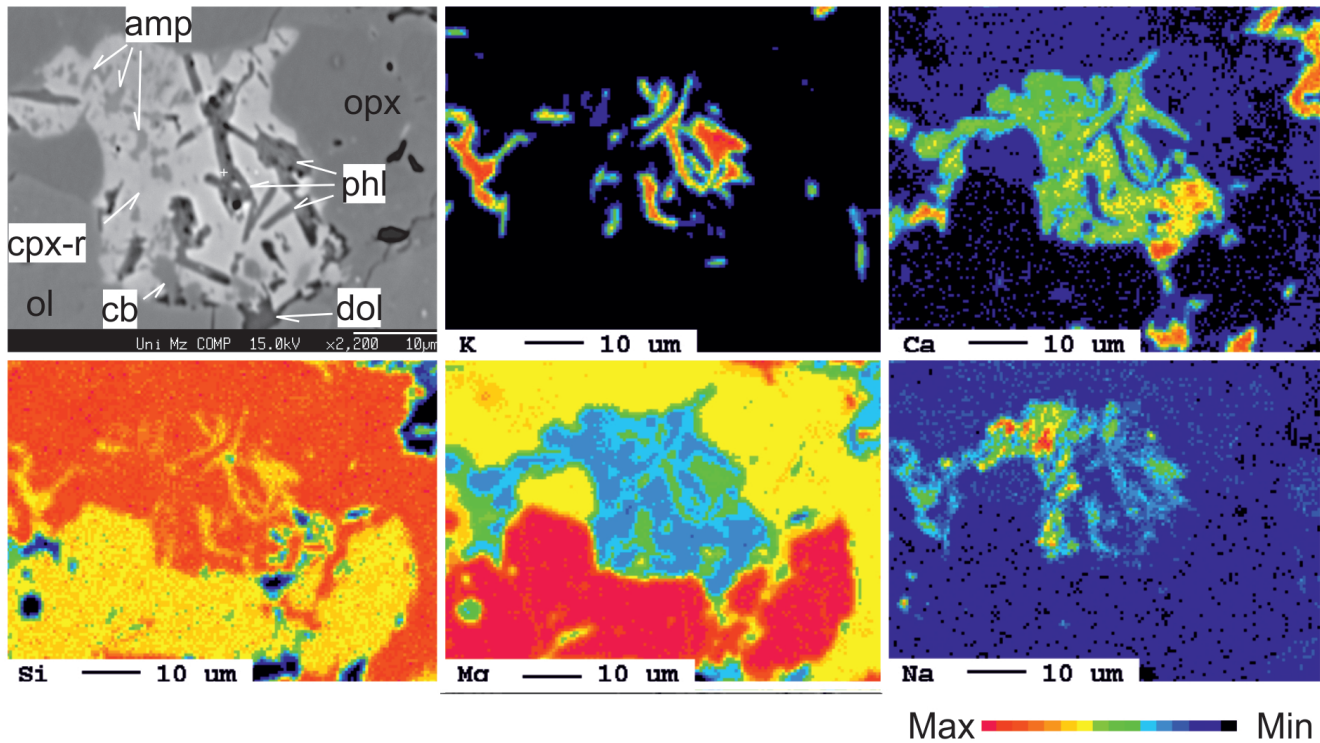 amp
opx
phl
cpx-r
ol
cb
dol
Uni Mz COMP 15.0kV ×2,200 10µm
K 10 um
Ca 10 um
Si 10 um
Mg 10 um
Na 10 um
Max Min